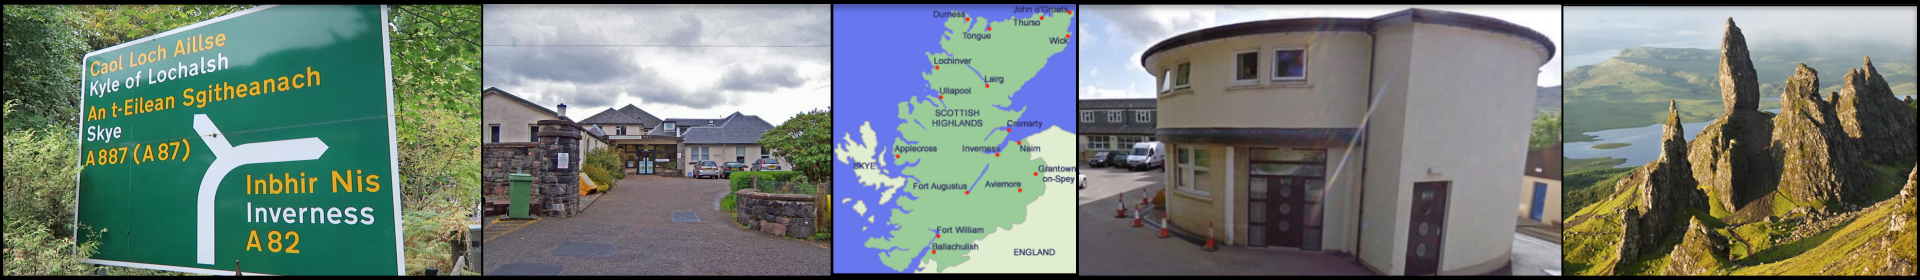 Caol Loch Aillse
Kyle of Lochalsh
An t-Eilean Sgitheanach
Skye
A887 (A87)
Inbhir Nis
Inverness
A82
Durness
John o'Groats
Thurso
Tongue
Wick
Lochinver
Lairg
Ullapool
SCOTTISH
HIGHLANDS
Cromarty
Applecross
Inverness
Nairn
SKYE
Grantown
on-Spey
Fort Augustus
Aviemore
Fort William
Ballachulish
ENGLAND